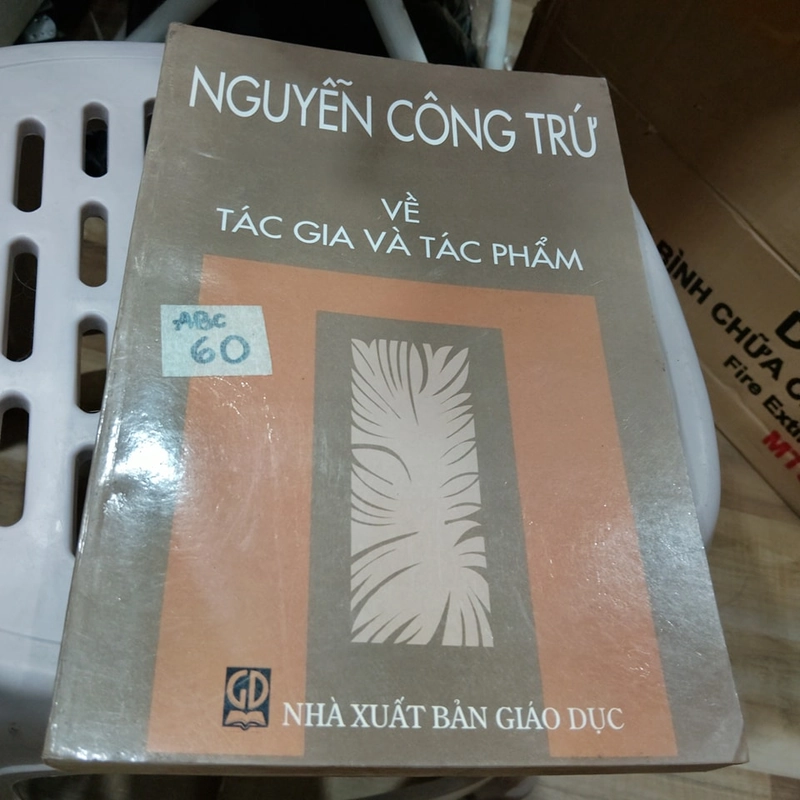 NGUYỄN CÔNG TRỨ
VỀ
TÁC GIA VÀ TÁC PHẨM
ABC
60
GD
NHÀ XUẤT BẢN GIÁO DỤC
BÌNH CHỮA
Fire
MT